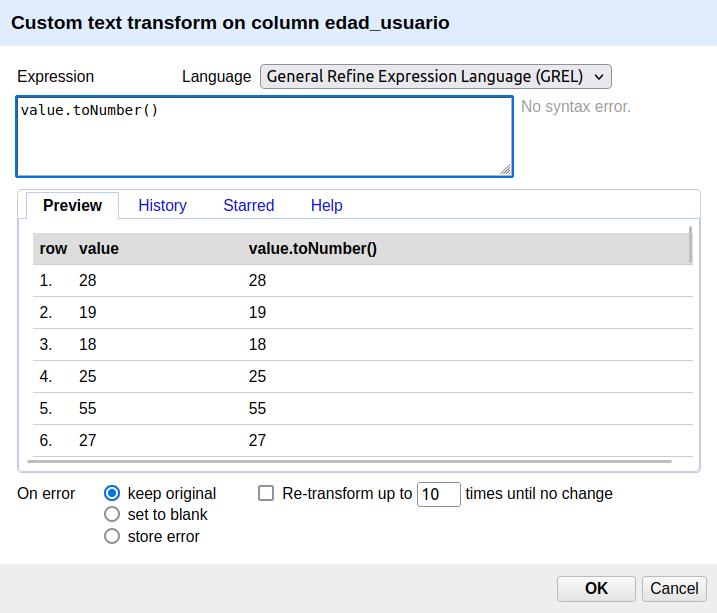 Custom text transform on column edad_usuario
Expression Language General Refine Expression Language (GREL)
value.toNumber() No syntax error.
Preview History Starred Help
row value value.toNumber()
1. 28 28
2. 19 19
3. 18 18
4. 25 25
5. 55 55
6. 27 27
On error keep original Re-transform up to 10 times until no change
set to blank
store error
OK Cancel